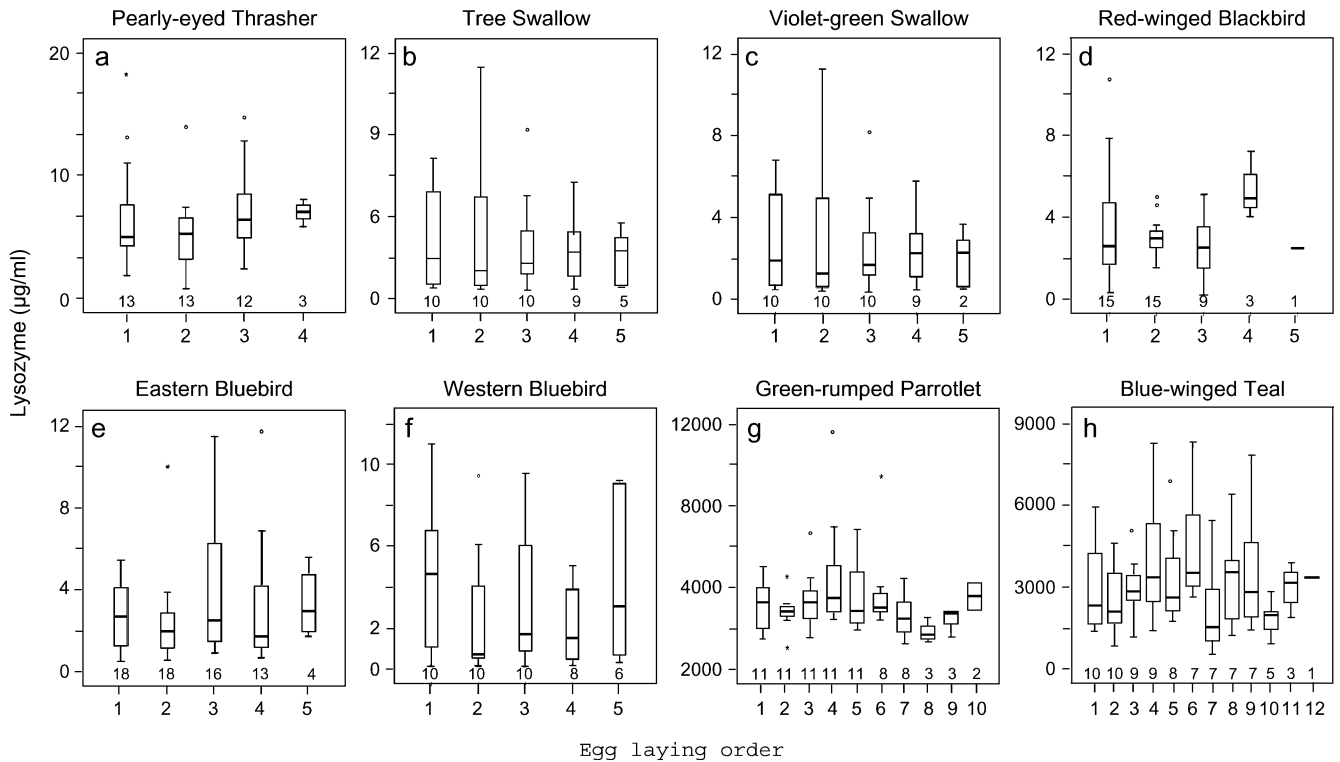 Pearly-eyed Thrasher Tree Swallow Violet-green Swallow Red-winged Blackbird
a b c d
20 12 12 12
10 9 8 8
6 4 4
0 3 0 0 0
13 13 12 3
10 10 10 9 5
10 10 10 9 2
15 15 9 3 1
1 2 3 4
1 2 3 4 5
1 2 3 4 5
1 2 3 4 5
Lysozyme (μg/ml)
Eastern Bluebird Western Bluebird Green-rumped Parrotlet Blue-winged Teal
e f g h
12 10 12000 9000
8 6 8000 6000
4 2 4000 3000
0 0 2000 0
18 18 16 13 4
10 10 10 8 6
11 11 11 11 11 8 8 3 3 2
10 10 9 9 8 7 7 7 7 5 3 1
1 2 3 4 5
1 2 3 4 5
1 2 3 4 5 6 7 8 9 10
1 2 3 4 5 6 7 8 9 10 11 12
Egg laying order